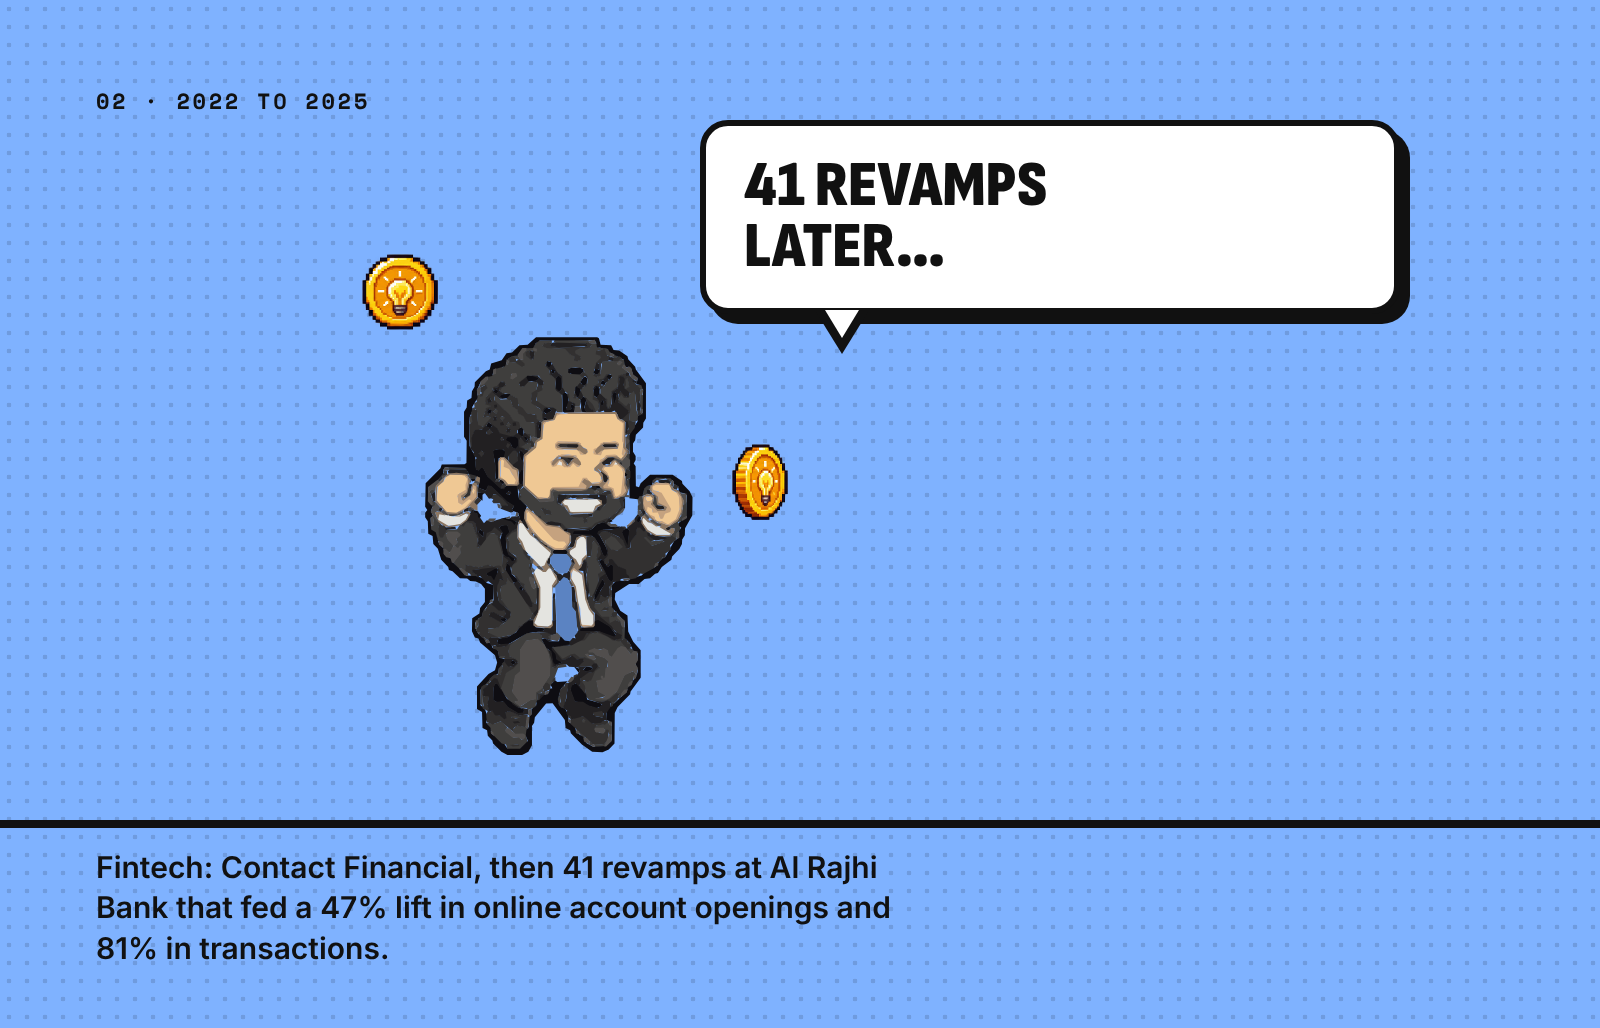 02 · 2022 TO 2025
41 REVAMPS
LATER...
Fintech: Contact Financial, then 41 revamps at Al Rajhi
Bank that fed a 47% lift in online account openings and
81% in transactions.